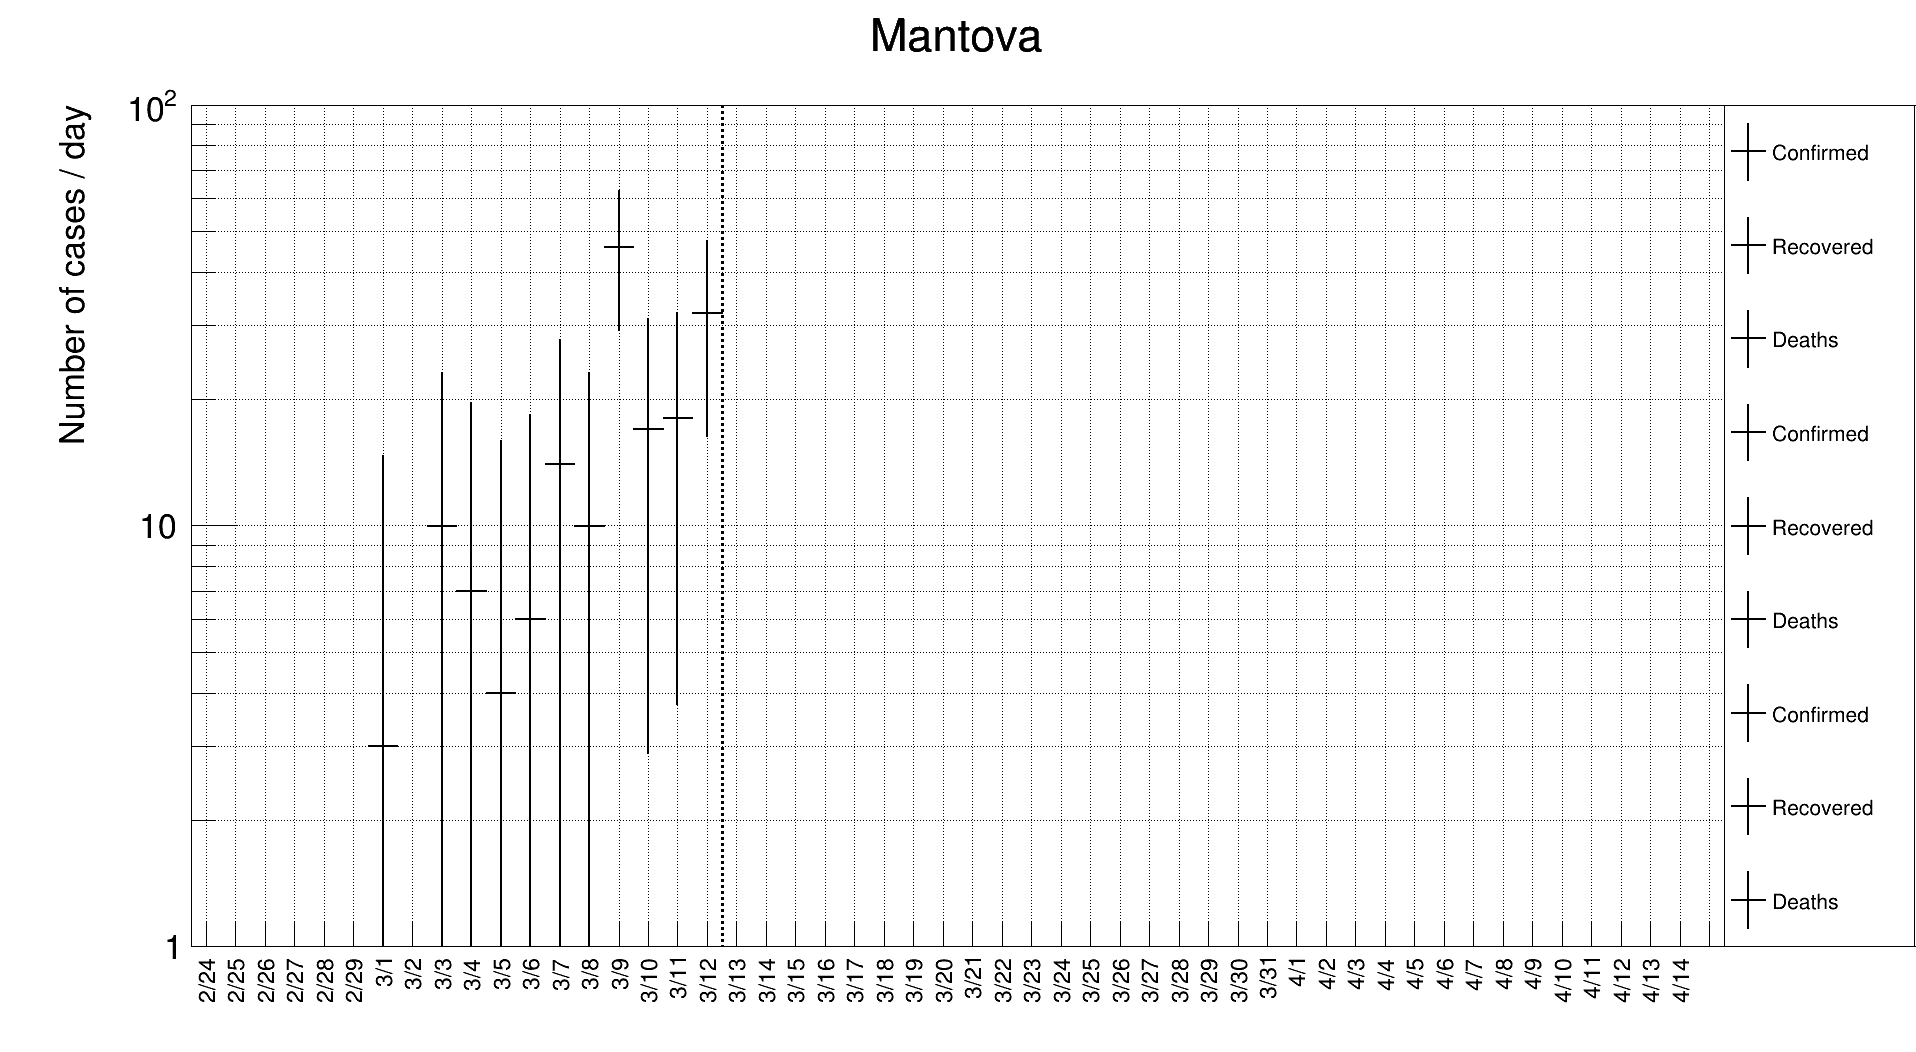 Mantova
Number of cases / day
10²
10
1
2/24 2/25 2/26 2/27 2/28 2/29 3/1 3/2 3/3 3/4 3/5 3/6 3/7 3/8 3/9 3/10 3/11 3/12 3/13 3/14 3/15 3/16 3/17 3/18 3/19 3/20 3/21 3/22 3/23 3/24 3/25 3/26 3/27 3/28 3/29 3/30 3/31 4/1 4/2 4/3 4/4 4/5 4/6 4/7 4/8 4/9 4/10 4/11 4/12 4/13 4/14
Confirmed
Recovered
Deaths
Confirmed
Recovered
Deaths
Confirmed
Recovered
Deaths